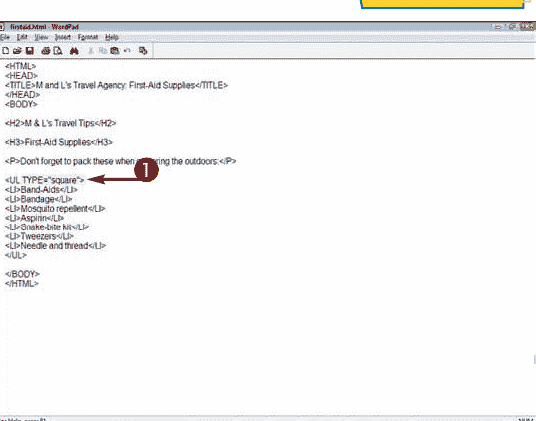 firstaid.html - WordPad
File Edit View Insert Format Help
<HTML>
<HEAD>
<TITLE>M and L's Travel Agency: First-Aid Supplies</TITLE>
</HEAD>
<BODY>
<H2>M & L's Travel Tips</H2>
<H3>First-Aid Supplies</H3>
<P>Don't forget to pack these when the outdoors:</P>
1
<UL TYPE="square">
<LI>Band-Aids</LI>
<LI>Bandage</LI>
<LI>Mosquito repellent</LI>
<LI>Aspirin</LI>
<LI>Snake-bite kit</LI>
<LI>Tweezers</LI>
<LI>Needle and thread</LI>
</UL>
</BODY>
</HTML>